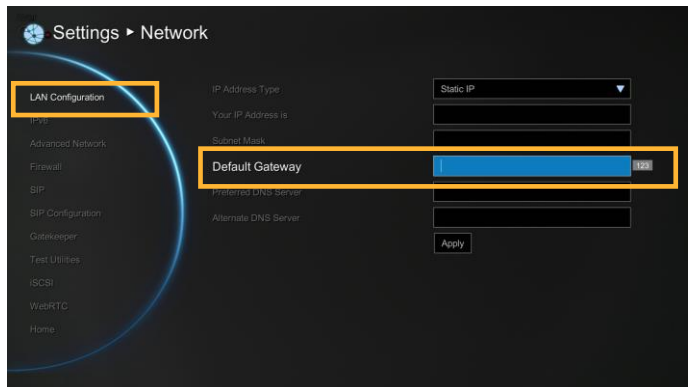 Settings ▸ Network
LAN Configuration
IPv6
Advanced Network
Firewall
SIP
SIP Configuration
Gatekeeper
Test Utilities
iSCSI
WebRTC
Home
IP Address Type
Static IP
Your IP Address is
Subnet Mask
Default Gateway
123
Preferred DNS Server
Alternate DNS Server
Apply